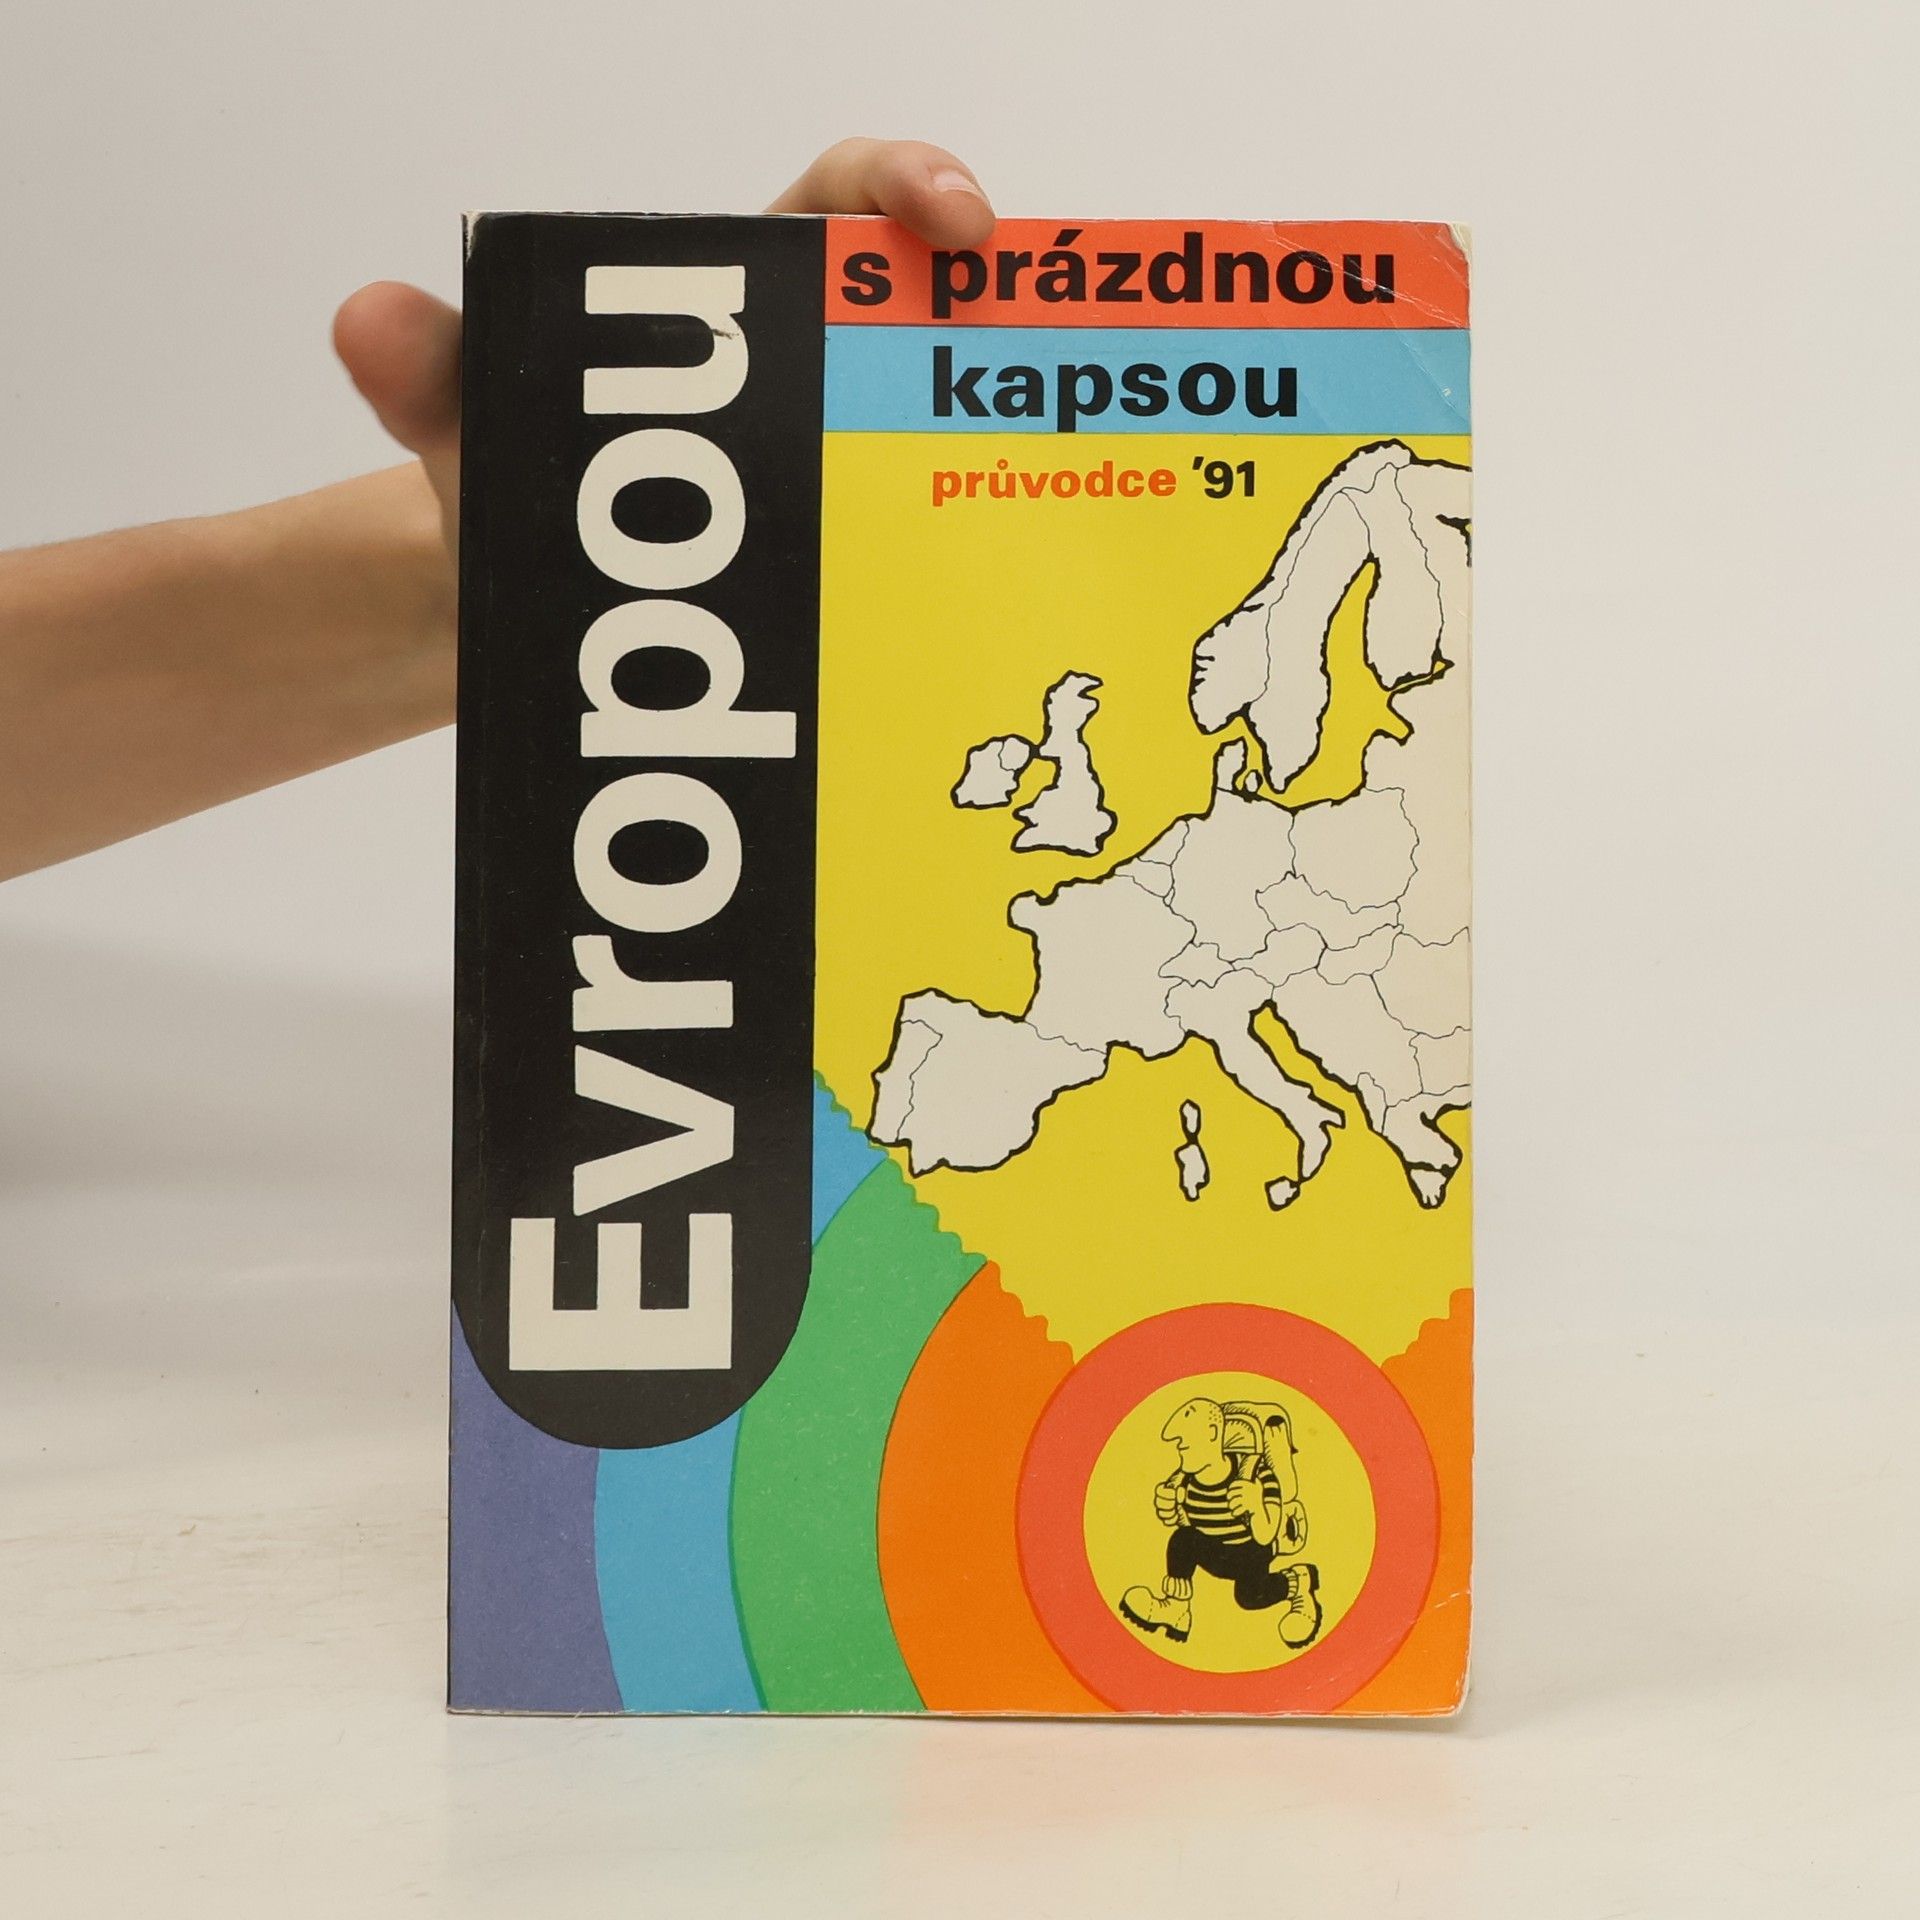 Evropou
s prázdnou
kapsou
průvodce '91